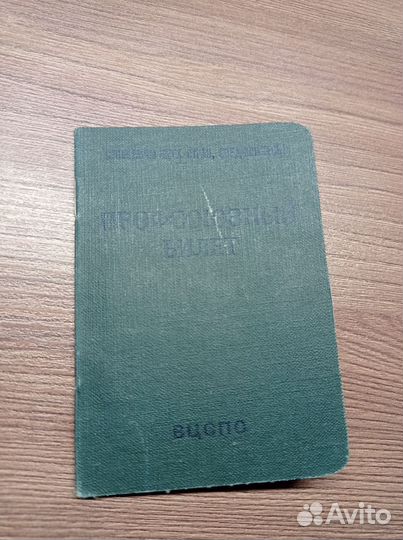 ПРОЛЕТАРИИ ВСЕХ СТРАН, СОЕДИНЯЙТЕСЬ!
ПРОФСОЮЗНЫЙ
БИЛЕТ
ВЦСПС
Avito